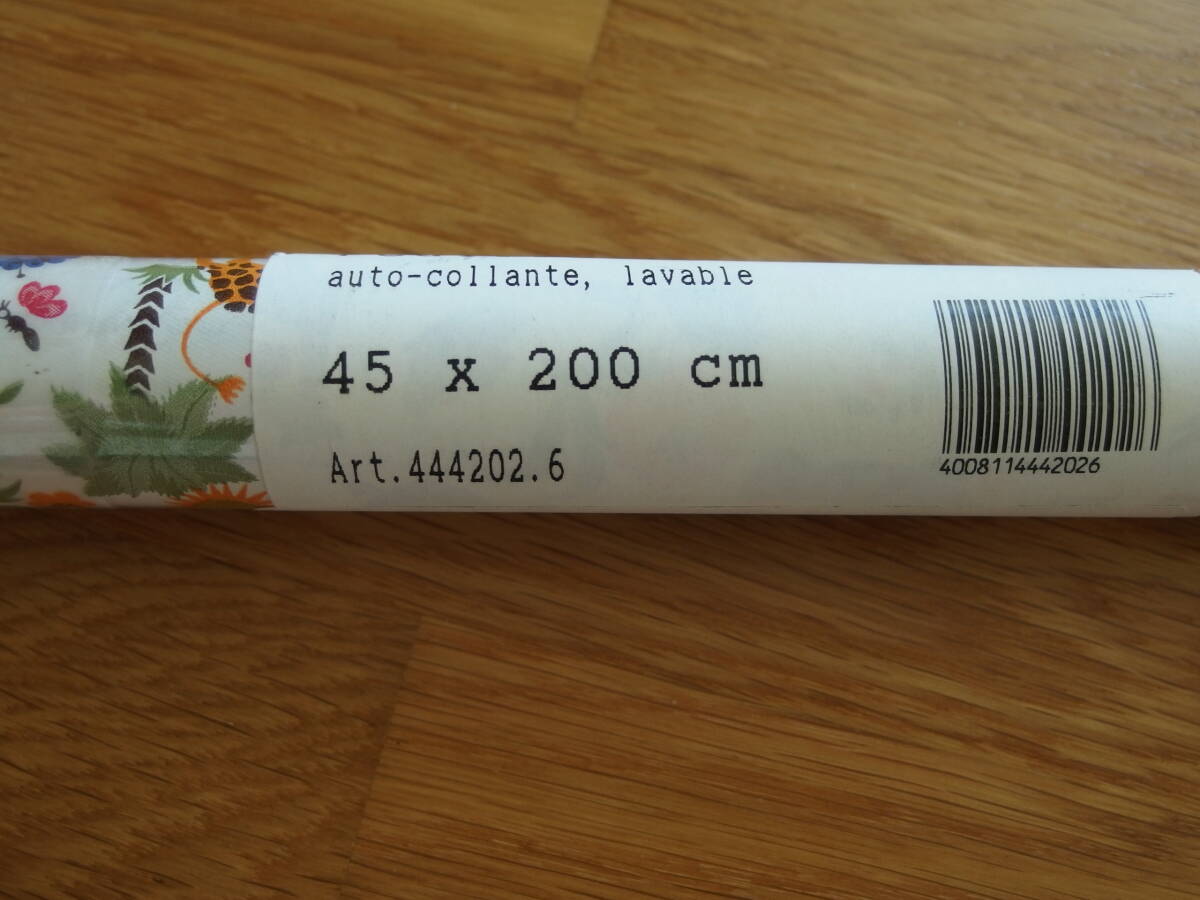 auto-collante, lavable
45 x 200 cm
Art.444202.6
4008114442026